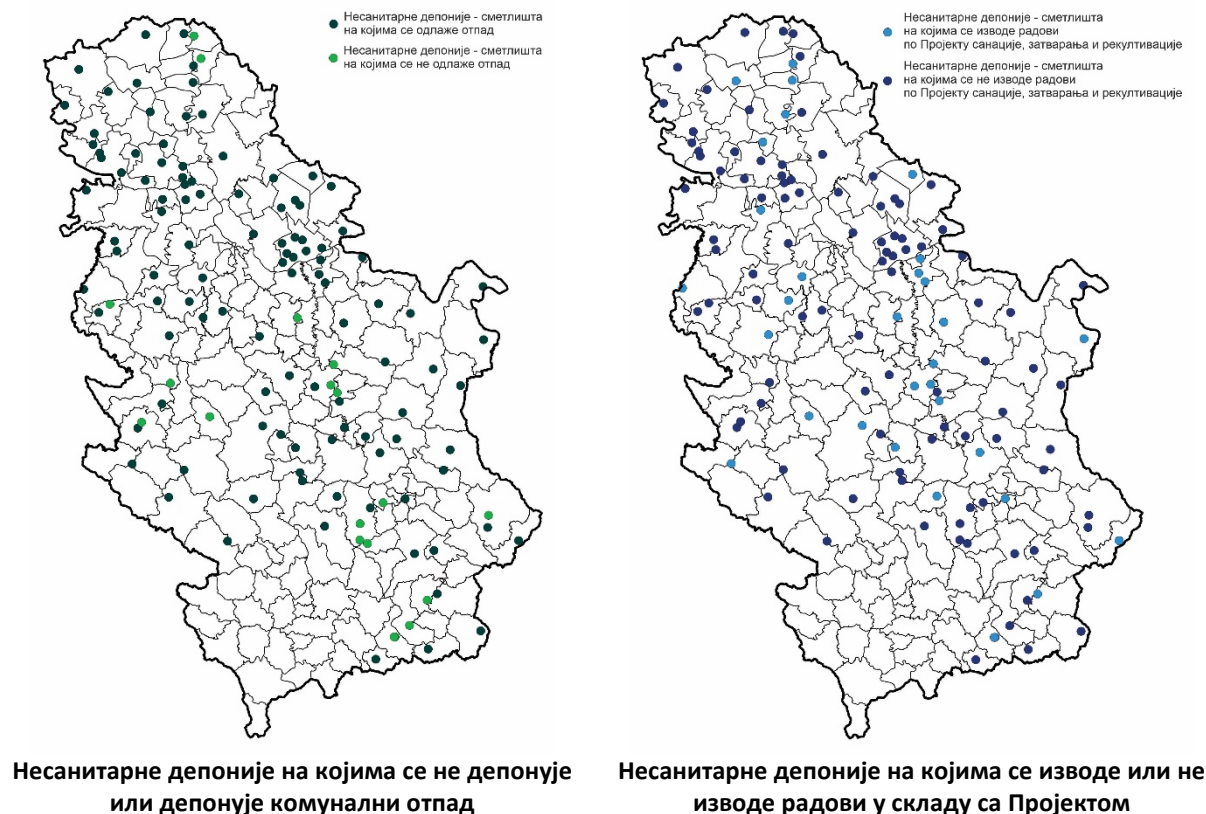 Несанитарне депоније - сметлишта
на којима се одлаже отпад
Несанитарне депоније - сметлишта
на којима се не одлаже отпад
Несанитарне депоније - сметлишта
на којима се изводе радови
по Пројекту санације, затварања и рекултивације
Несанитарне депоније - сметлишта
на којима се не изводе радови
по Пројекту санације, затварања и рекултивације
Несанитарне депоније на којима се не депонује
или депонује комунални отпад
Несанитарне депоније на којима се изводе или не
изводе радови у складу са Пројектом